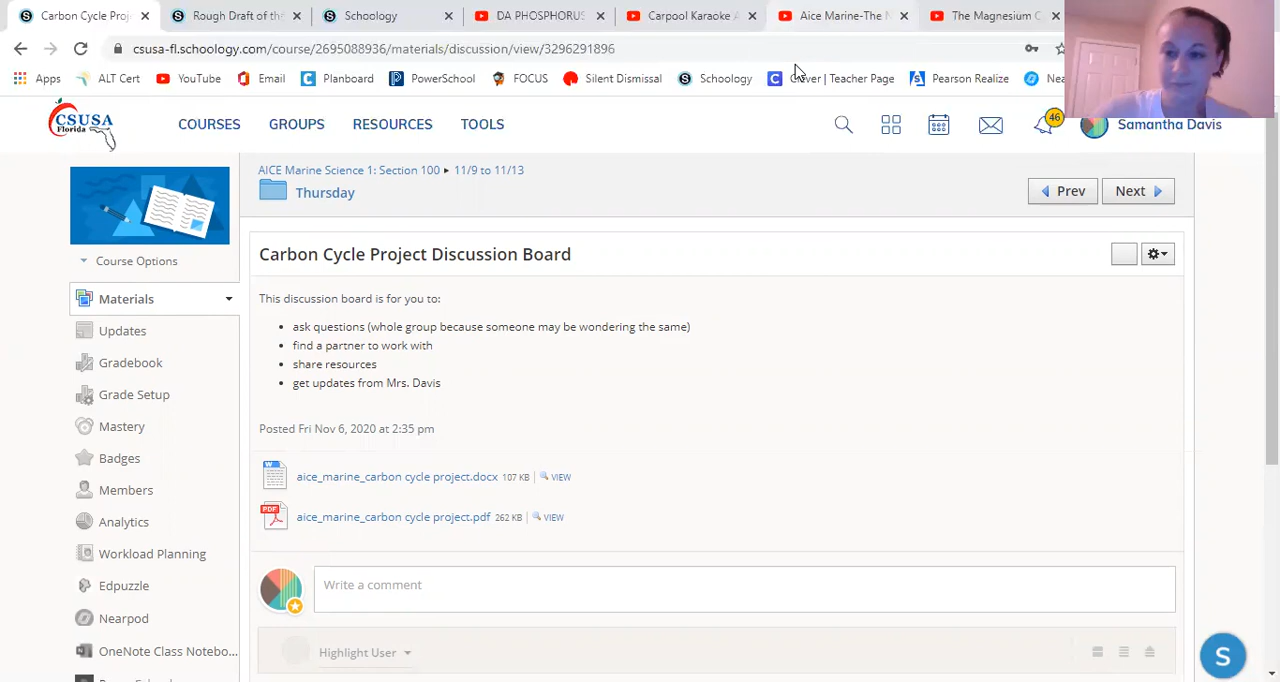 Carbon Cycle Proje
Rough Draft of the
Schoology
DA PHOSPHORUS
Carpool Karaoke A
Aice Marine-The N
The Magnesium C
csusa-fl.schoology.com/course/2695088936/materials/discussion/view/3296291896
Apps
ALT Cert
YouTube
Email
Planboard
PowerSchool
FOCUS
Silent Dismissal
Schoology
Clever | Teacher Page
Pearson Realize
Nea
CSUSA
Florida
COURSES
GROUPS
RESOURCES
TOOLS
46
Samantha Davis
AICE Marine Science 1: Section 100 ▸ 11/9 to 11/13
Thursday
Prev
Next
Course Options
Carbon Cycle Project Discussion Board
Materials
This discussion board is for you to:
• ask questions (whole group because someone may be wondering the same)
• find a partner to work with
• share resources
• get updates from Mrs. Davis
Updates
Gradebook
Grade Setup
Mastery
Badges
Members
Analytics
Workload Planning
Edpuzzle
Nearpod
OneNote Class Notebo...
Posted Fri Nov 6, 2020 at 2:35 pm
aice_marine_carbon cycle project.docx 107 KB | VIEW
aice_marine_carbon cycle project.pdf 262 KB | VIEW
Write a comment
Highlight User
S